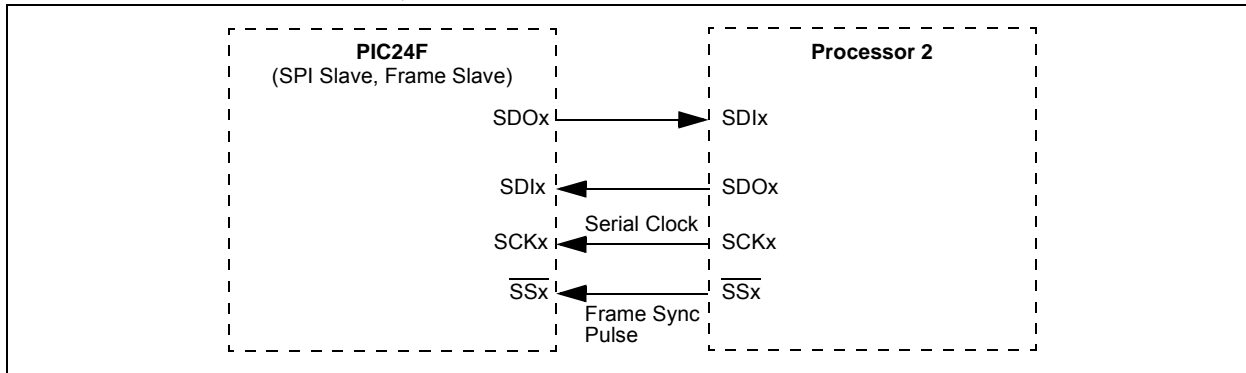 PIC24F
(SPI Slave, Frame Slave)
Processor 2
SDOx
SDIx
SDIx
SDOx
Serial Clock
SCKx
SCKx
SSx
SSx
Frame Sync
Pulse